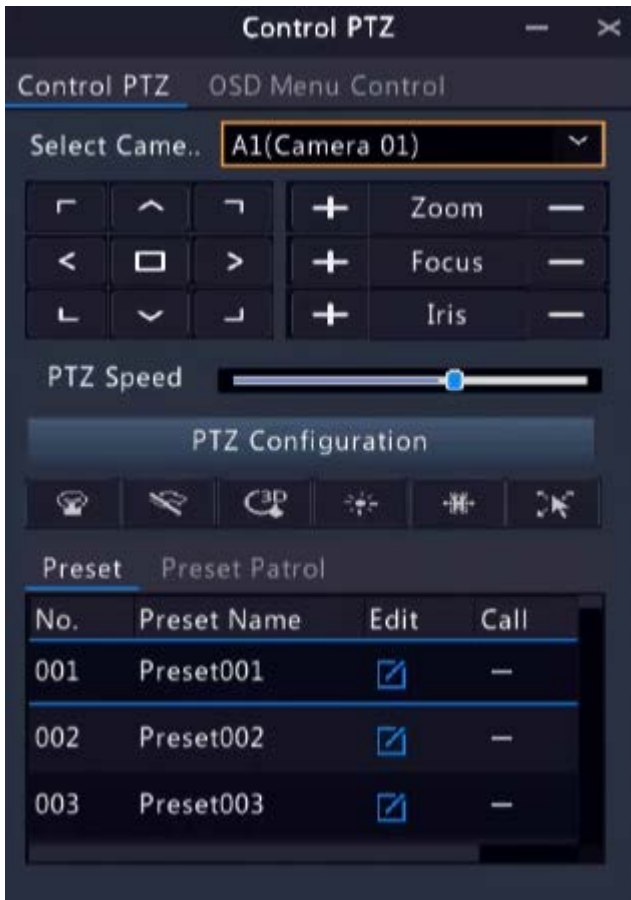 Control PTZ
Control PTZ OSD Menu Control
Select Came.. A1(Camera 01)
Zoom
Focus
Iris
PTZ Speed
PTZ Configuration
3D
Preset Preset Patrol
No. Preset Name Edit Call
001 Preset001
002 Preset002
003 Preset003